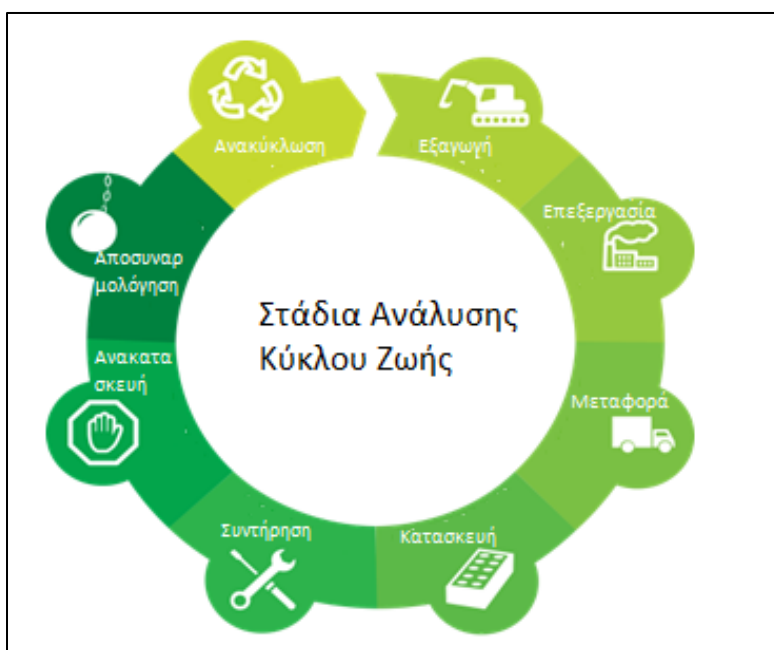 Στάδια Ανάλυσης
Κύκλου Ζωής
Εξαγωγή
Επεξεργασία
Μεταφορά
Κατασκευή
Συντήρηση
Ανακατα
σκευή
Αποσυναρ
μολόγηση
Ανακύκλωση